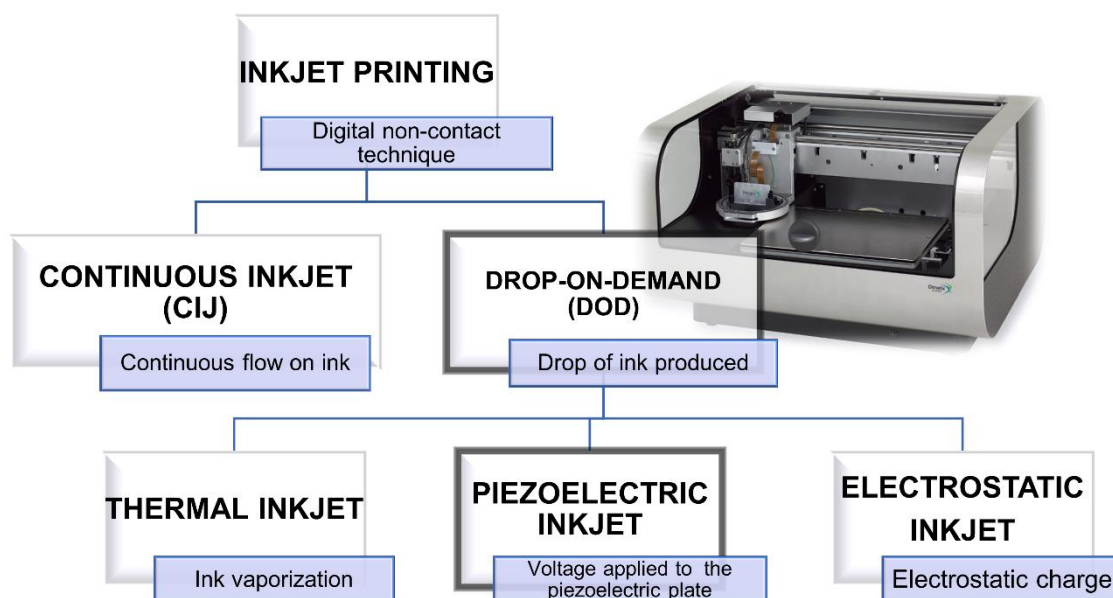 INKJET PRINTING
Digital non-contact
technique
CONTINUOUS INKJET
(CIJ)
Continuous flow on ink
DROP-ON-DEMAND
(DOD)
Drop of ink produced
THERMAL INKJET
Ink vaporization
PIEZOELECTRIC
INKJET
Voltage applied to the
piezoelectric plate
ELECTROSTATIC
INKJET
Electrostatic charge